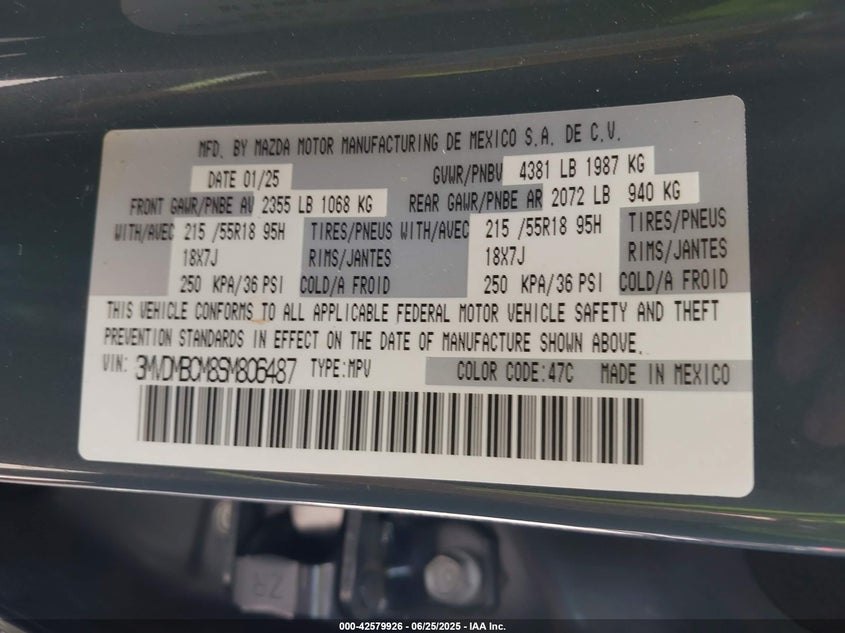 MFD. BY MAZDA MOTOR MANUFACTURING DE MEXICO S.A. DE C.V.
DATE 01/25 GVWR/PNBV 4381 LB 1987 KG
FRONT GAWR/PNBE AV 2355 LB 1068 KG REAR GAWR/PNBE AR 2072 LB 940 KG
WITH/AVEC 215 /55R18 95H TIRES/PNEUS WITH/AVEC 215 /55R18 95H TIRES/PNEUS
18X7J RIMS/JANTES 18X7J RIMS/JANTES
250 KPA/36 PSI COLD/A FROID 250 KPA/36 PSI COLD/A FROID
THIS VEHICLE CONFORMS TO ALL APPLICABLE FEDERAL MOTOR VEHICLE SAFETY AND THEFT
PREVENTION STANDARDS IN EFFECT ON THE DATE OF MANUFACTURE SHOWN ABOVE.
VIN: 3MVDMBCM8SM806487 TYPE:MPV COLOR CODE:47C MADE IN MEXICO
ZR
000-42579926 - 06/25/2025 - IAA Inc.